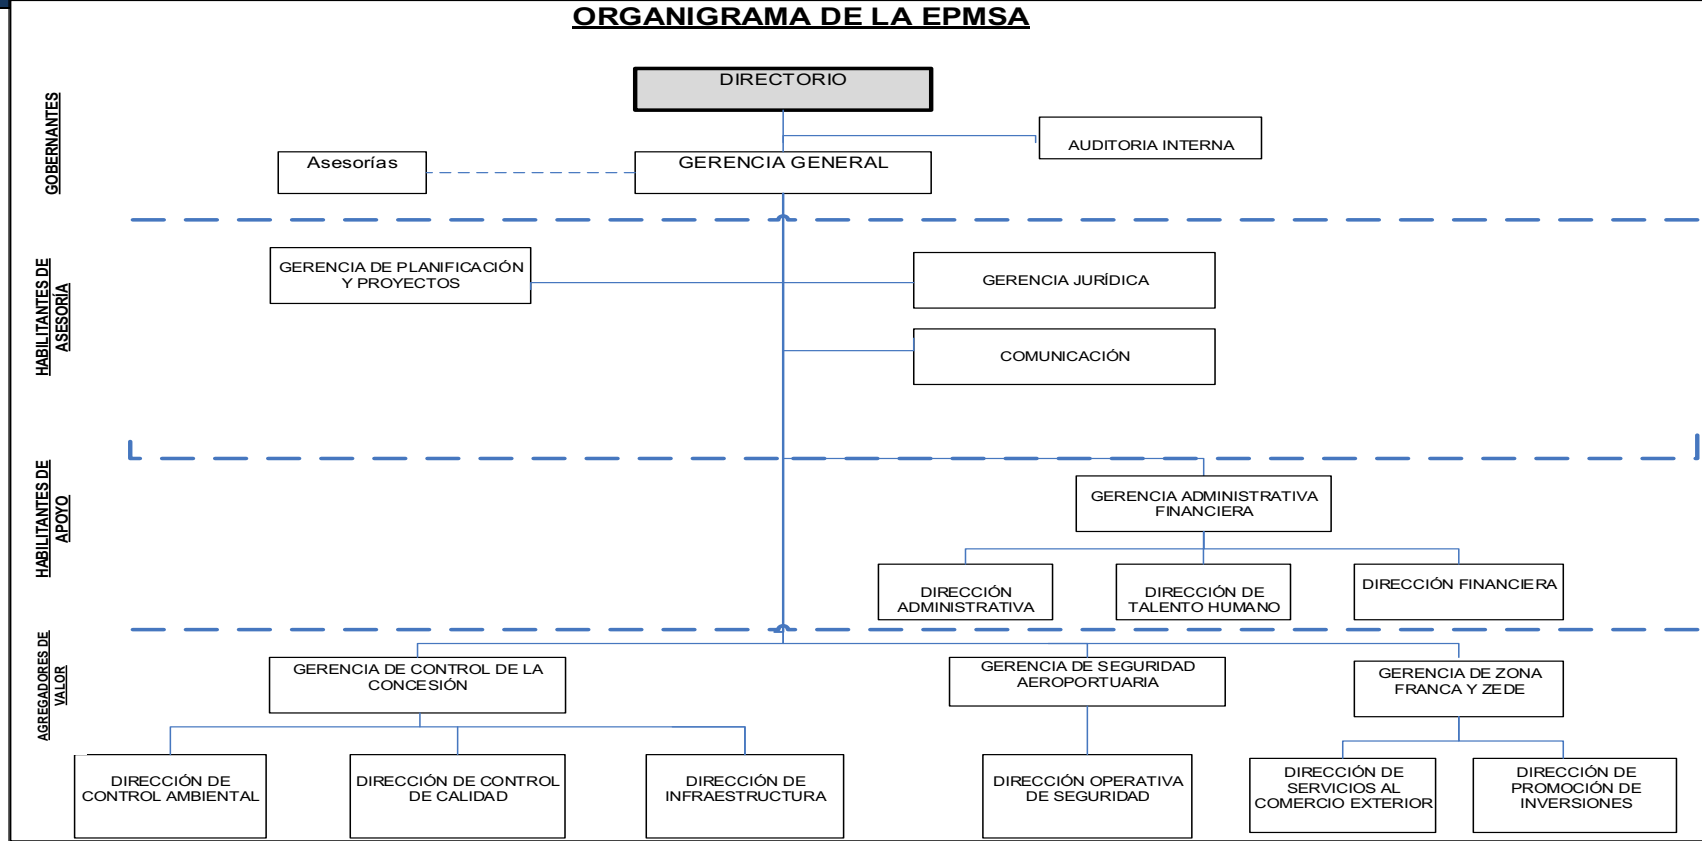 ORGANIGRAMA DE LA EPMSA
GOBERNANTES
DIRECTORIO
AUDITORIA INTERNA
Asesorías
GERENCIA GENERAL
HABILITANTES DE
ASESORÍA
GERENCIA DE PLANIFICACIÓN
Y PROYECTOS
GERENCIA JURÍDICA
COMUNICACIÓN
HABILITANTES DE
APOYO
GERENCIA ADMINISTRATIVA
FINANCIERA
DIRECCIÓN
ADMINISTRATIVA
DIRECCIÓN DE
TALENTO HUMANO
DIRECCIÓN FINANCIERA
AGREGADORES DE
VALOR
GERENCIA DE CONTROL DE LA
CONCESIÓN
GERENCIA DE SEGURIDAD
AEROPORTUARIA
GERENCIA DE ZONA
FRANCA Y ZEDE
DIRECCIÓN DE
CONTROL AMBIENTAL
DIRECCIÓN DE CONTROL
DE CALIDAD
DIRECCIÓN DE
INFRAESTRUCTURA
DIRECCIÓN OPERATIVA
DE SEGURIDAD
DIRECCIÓN DE
SERVICIOS AL
COMERCIO EXTERIOR
DIRECCIÓN DE
PROMOCIÓN DE
INVERSIONES